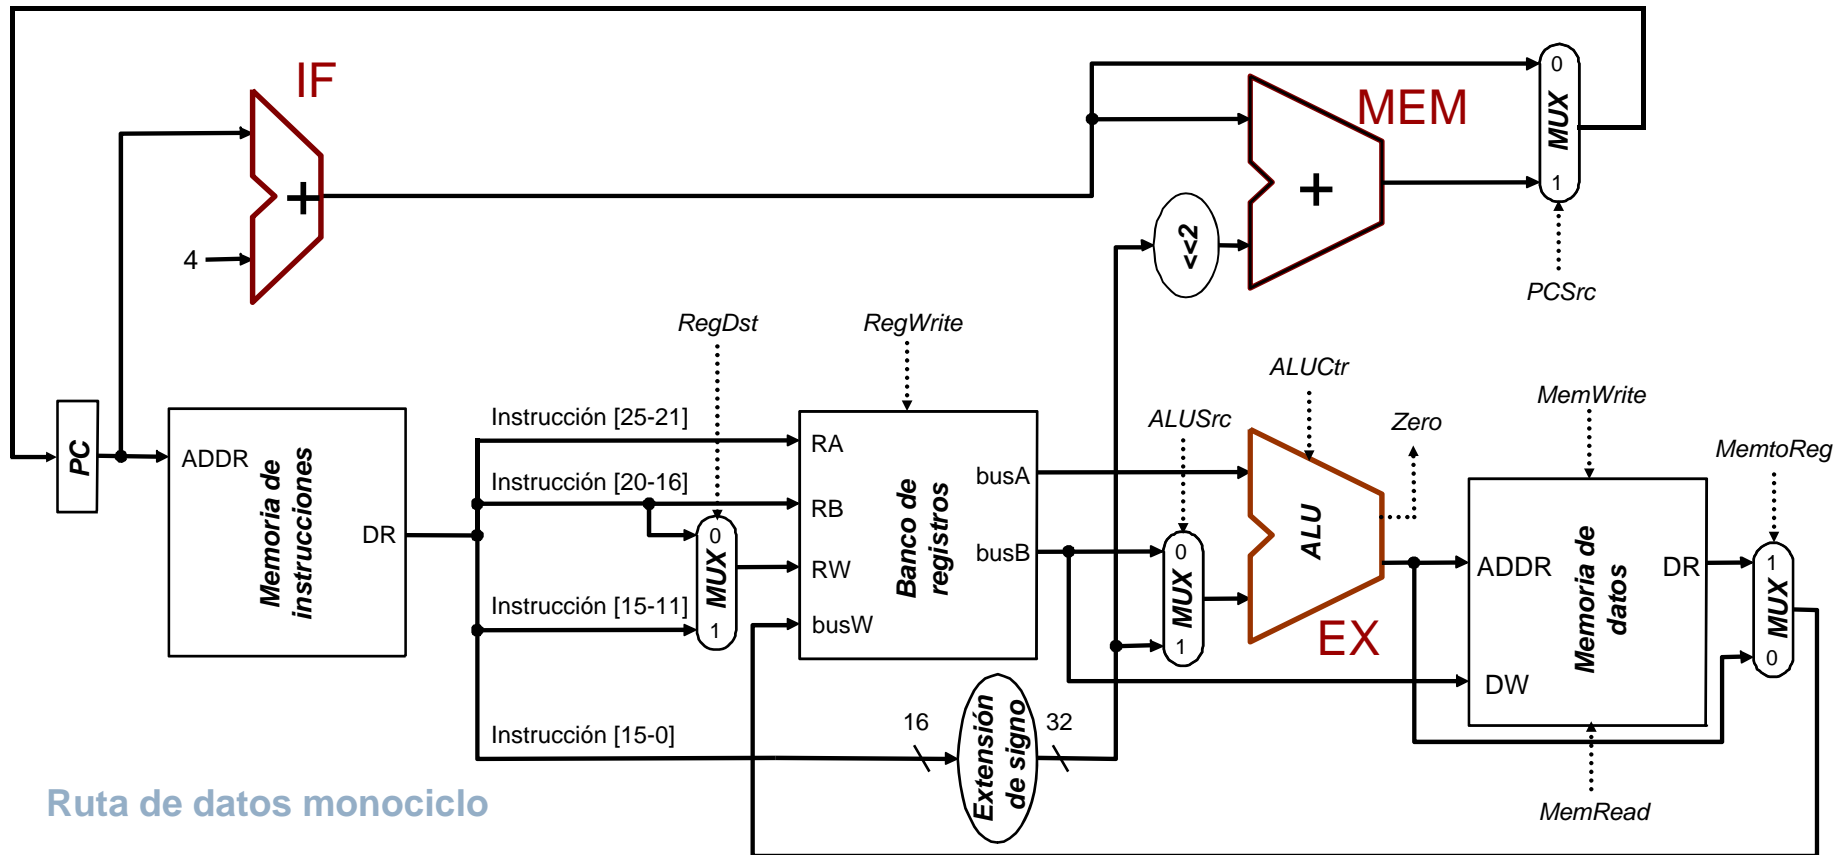 IF
MEM
0
MUX
1
+
+
4
<<2
PCSrc
RegDst
RegWrite
ALUCtr
ALUSrc
Zero
MemWrite
MemtoReg
PC
ADDR
Memoria de
instrucciones
DR
Instrucción [25-21]
Instrucción [20-16]
Instrucción [15-11]
Instrucción [15-0]
0
MUX
1
RA
RB
RW
busW
Banco de
registros
busA
busB
0
MUX
1
ALU
EX
ADDR
Memoria de
datos
DR
DW
1
MUX
0
16
Extensión
de signo
32
MemRead
Ruta de datos monociclo